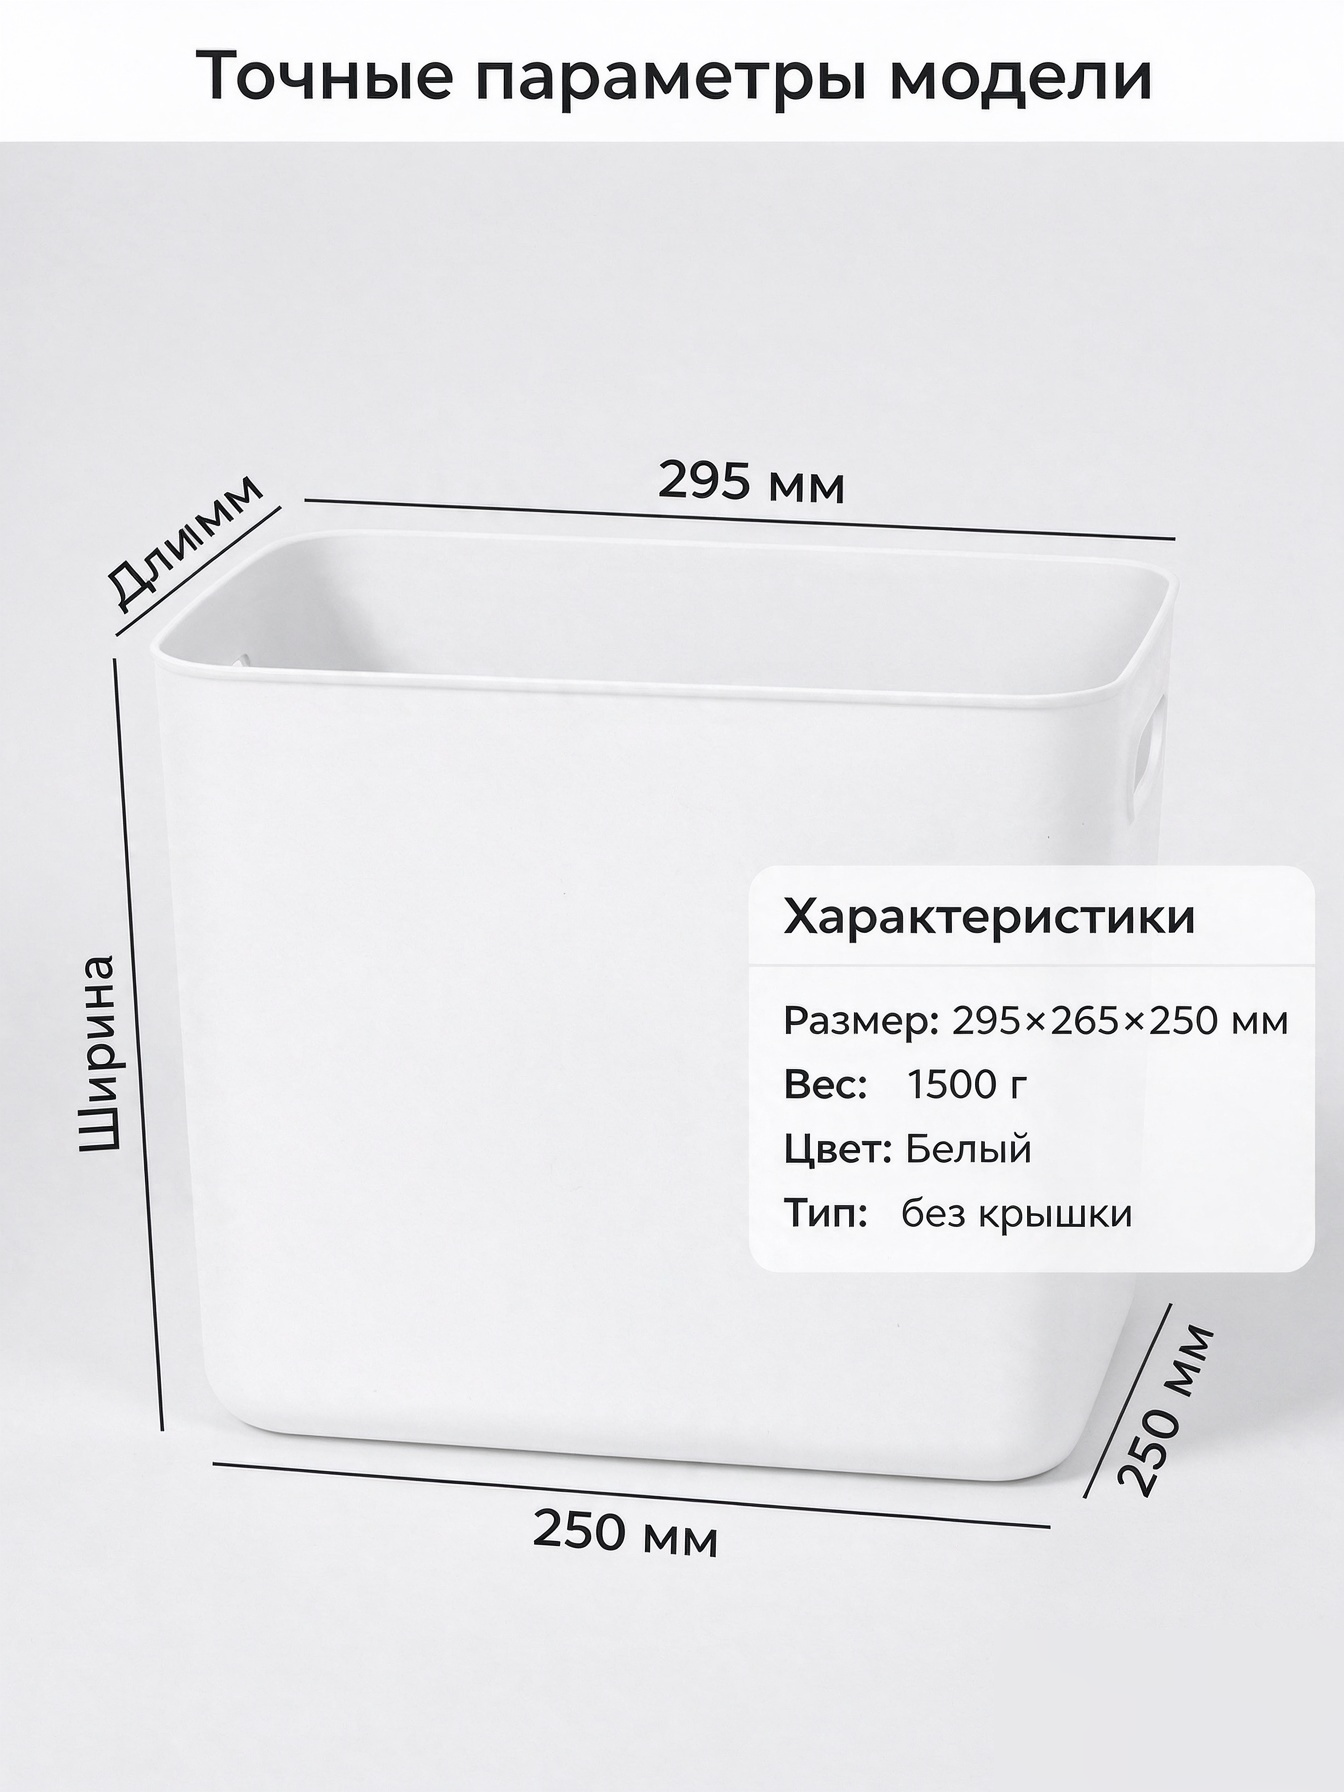 Точные параметры модели
295 мм
Длиімм
Ширина
Характеристики
Размер: 295×265×250 мм
Вес: 1500 г
Цвет: Белый
Тип: без крышки
250 мм
250 мм